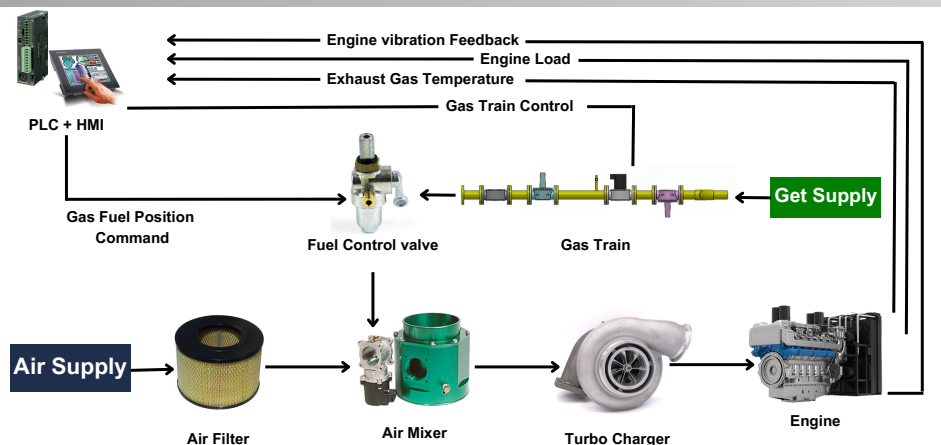 Engine vibration Feedback
Engine Load
Exhaust Gas Temperature
Gas Train Control
PLC + HMI
Get Supply
Gas Fuel Position
Command
Fuel Control valve
Gas Train
Air Supply
Air Filter
Air Mixer
Turbo Charger
Engine